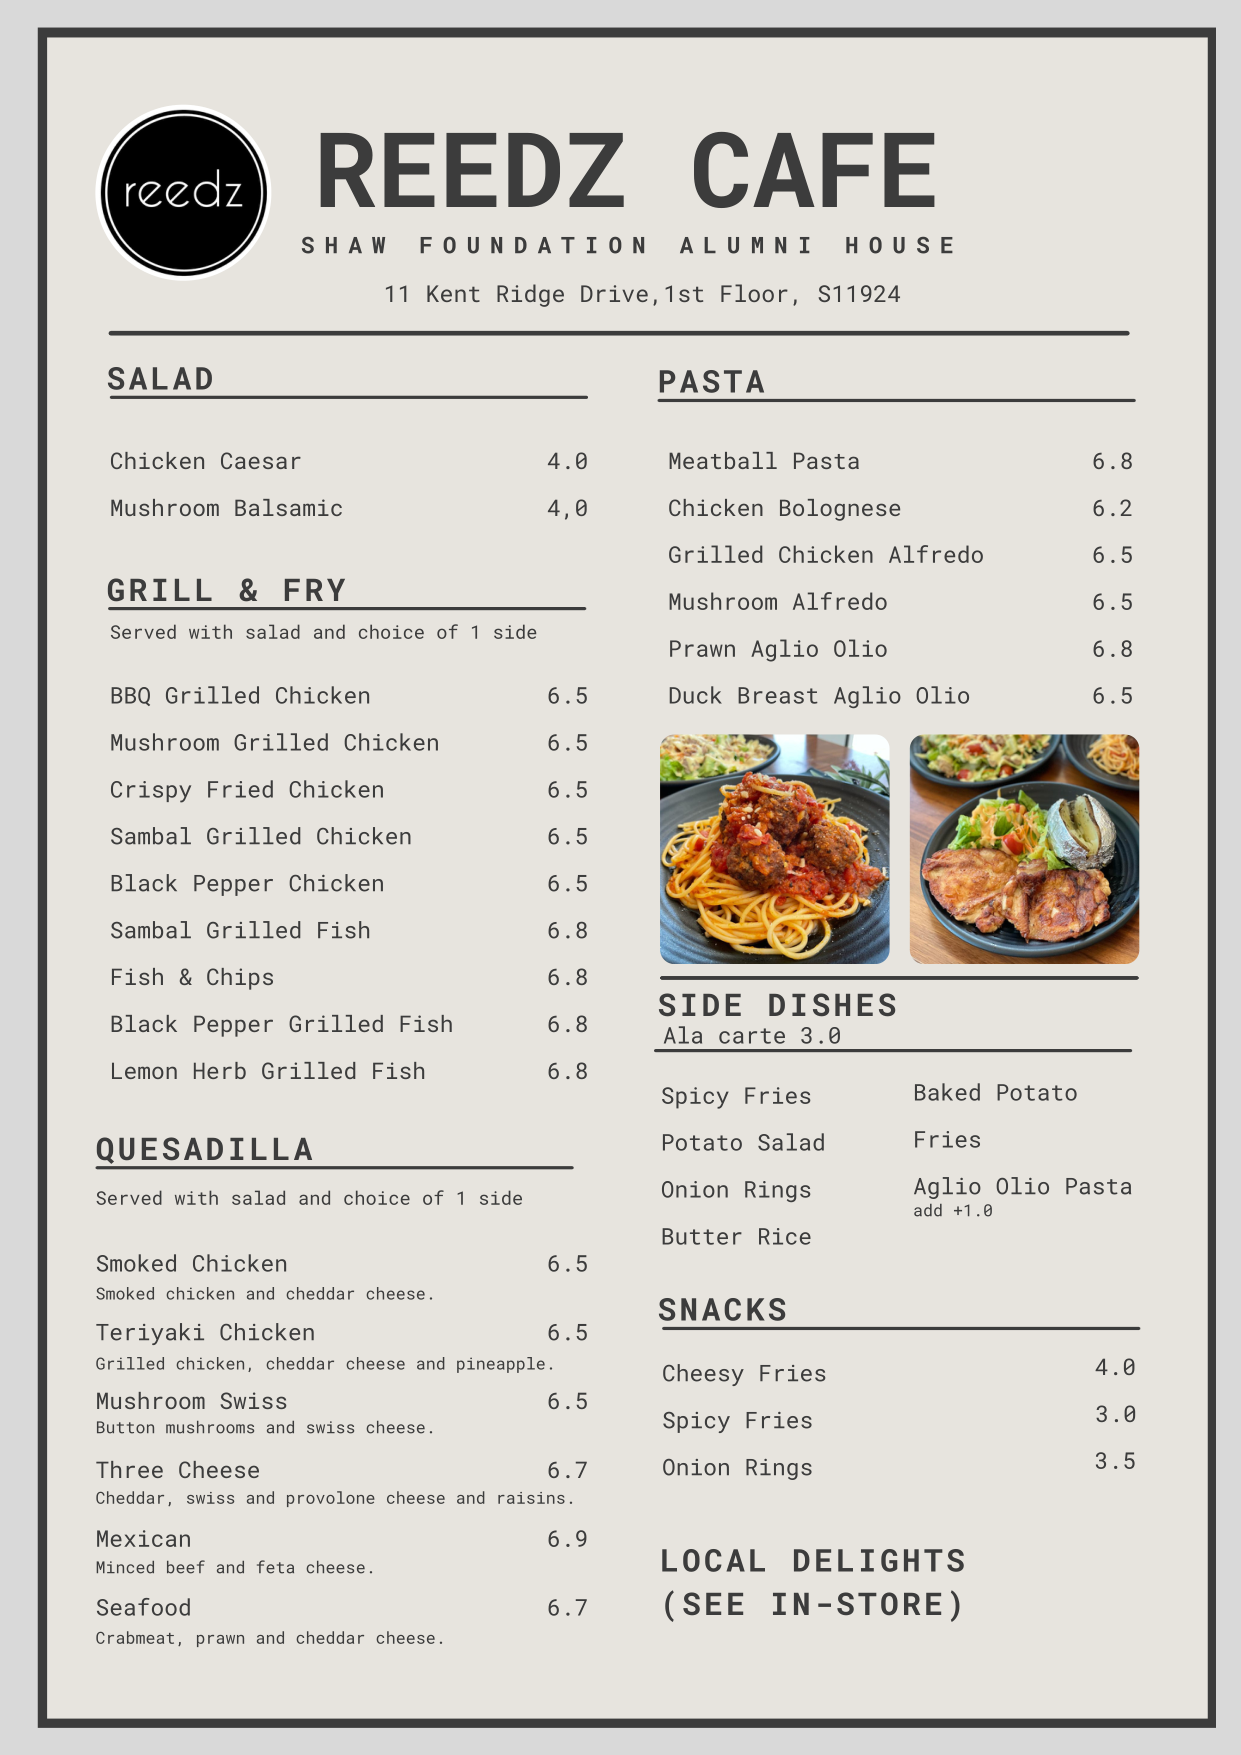 reedz
REEDZ CAFE
SHAW FOUNDATION ALUMNI HOUSE
11 Kent Ridge Drive,1st Floor, S11924
SALAD
Chicken Caesar 4.0
Mushroom Balsamic 4,0
GRILL & FRY
Served with salad and choice of 1 side
BBQ Grilled Chicken 6.5
Mushroom Grilled Chicken 6.5
Crispy Fried Chicken 6.5
Sambal Grilled Chicken 6.5
Black Pepper Chicken 6.5
Sambal Grilled Fish 6.8
Fish & Chips 6.8
Black Pepper Grilled Fish 6.8
Lemon Herb Grilled Fish 6.8
QUESADILLA
Served with salad and choice of 1 side
Smoked Chicken 6.5
Smoked chicken and cheddar cheese.
Teriyaki Chicken 6.5
Grilled chicken, cheddar cheese and pineapple.
Mushroom Swiss 6.5
Button mushrooms and swiss cheese.
Three Cheese 6.7
Cheddar, swiss and provolone cheese and raisins.
Mexican 6.9
Minced beef and feta cheese.
Seafood 6.7
Crabmeat, prawn and cheddar cheese.
PASTA
Meatball Pasta 6.8
Chicken Bolognese 6.2
Grilled Chicken Alfredo 6.5
Mushroom Alfredo 6.5
Prawn Aglio Olio 6.8
Duck Breast Aglio Olio 6.5
SIDE DISHES
Ala carte 3.0
Spicy Fries
Potato Salad
Onion Rings
Butter Rice
Baked Potato
Fries
Aglio Olio Pasta
add +1.0
SNACKS
Cheesy Fries 4.0
Spicy Fries 3.0
Onion Rings 3.5
LOCAL DELIGHTS
(SEE IN-STORE)